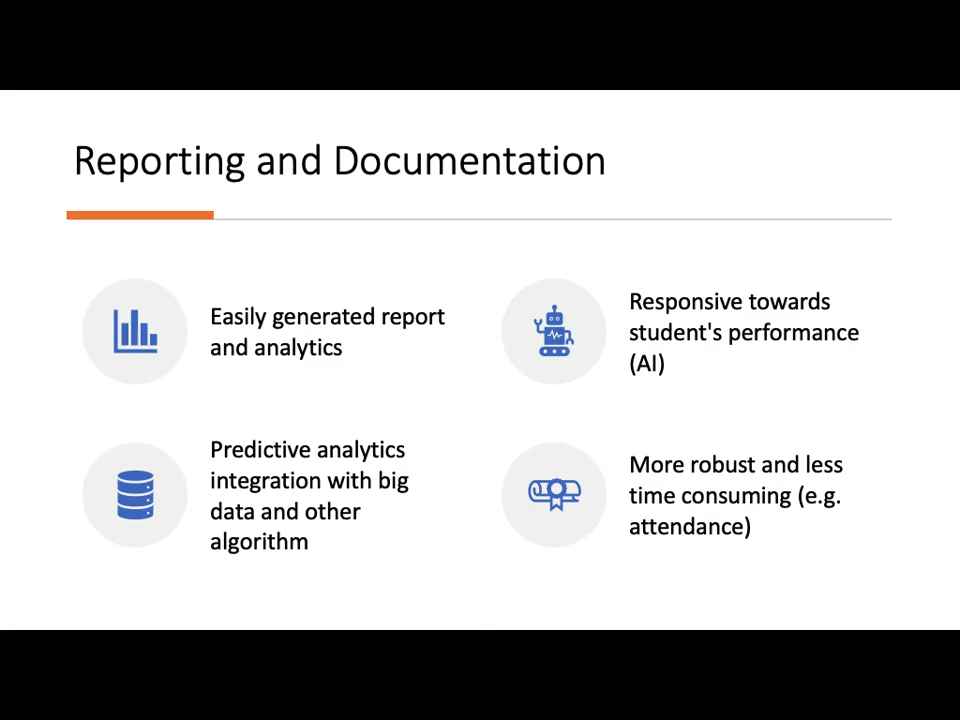 Reporting and Documentation
Easily generated report
and analytics
Responsive towards
student's performance
(AI)
Predictive analytics
integration with big
data and other
algorithm
More robust and less
time consuming (e.g.
attendance)